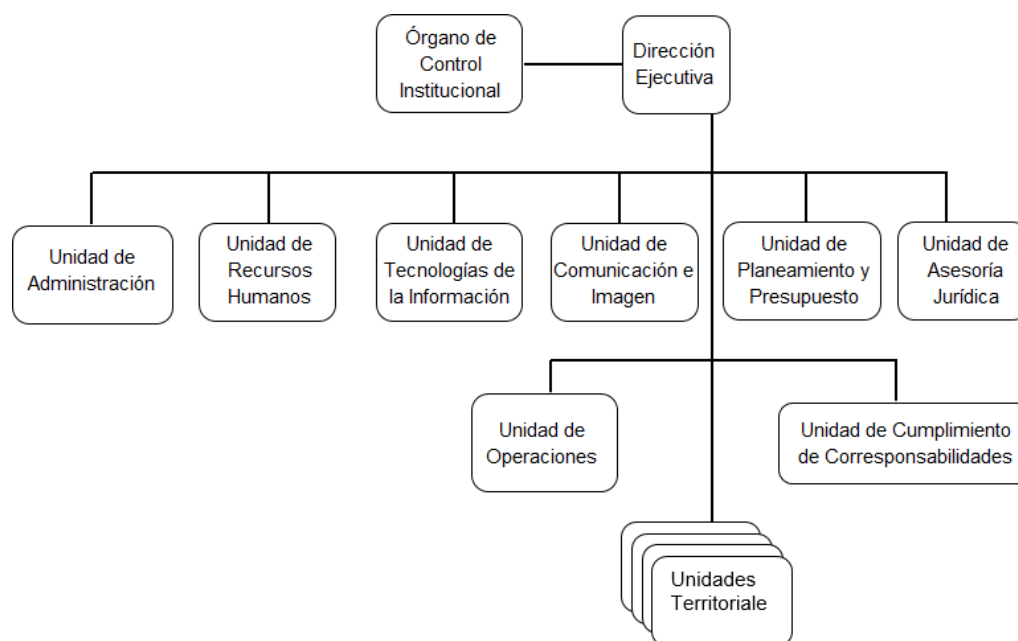 Órgano de
Control
Institucional
Dirección
Ejecutiva
Unidad de
Administración
Unidad de
Recursos
Humanos
Unidad de
Tecnologías de
la Información
Unidad de
Comunicación e
Imagen
Unidad de
Planeamiento y
Presupuesto
Unidad de
Asesoría
Jurídica
Unidad de
Operaciones
Unidad de Cumplimiento
de Corresponsabilidades
Unidades
Territoriale